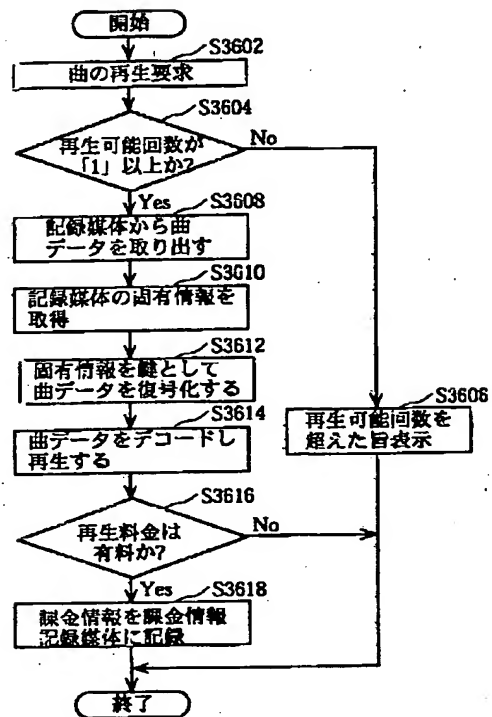 開始
S3602
曲の再生要求
S3604
再生可能回数が
「1」以上か?
No
Yes
S3608
記録媒体から曲
データを取り出す
S3610
記録媒体の固有情報を
取得
S3612
固有情報を鍵として
曲データを復号化する
S3606
再生可能回数を
超えた旨表示
S3614
曲データをデコードし
再生する
S3616
再生料金は
有料か?
No
Yes
S3618
課金情報を課金情報
記録媒体に記録
終了